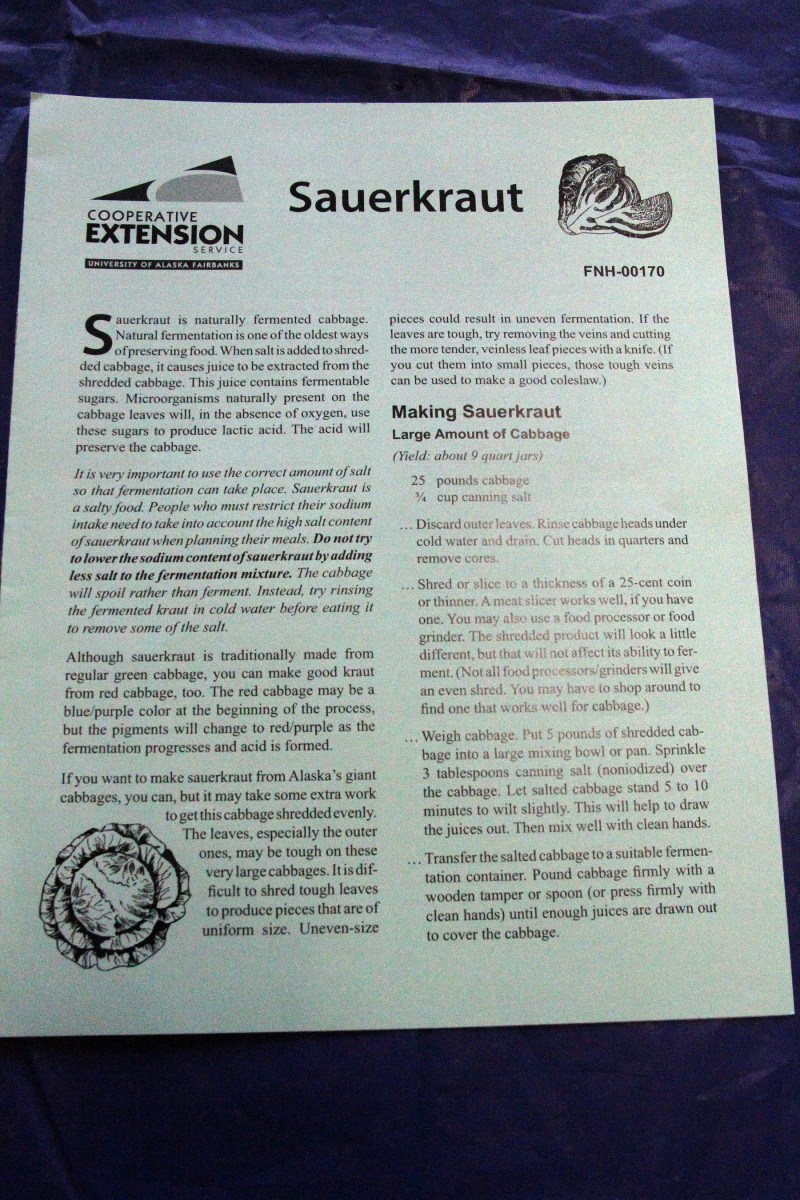 COOPERATIVE
EXTENSION
SERVICE
UNIVERSITY OF ALASKA FAIRBANKS
Sauerkraut
FNH-00170
Sauerkraut is naturally fermented cabbage.
Natural fermentation is one of the oldest ways
of preserving food. When salt is added to shred-
ded cabbage, it causes juice to be extracted from the
shredded cabbage. This juice contains fermentable
sugars. Microorganisms naturally present on the
cabbage leaves will, in the absence of oxygen, use
these sugars to produce lactic acid. The acid will
preserve the cabbage.
It is very important to use the correct amount of salt
so that fermentation can take place. Sauerkraut is
a salty food. People who must restrict their sodium
intake need to take into account the high salt content
of sauerkraut when planning their meals. Do not try
to lower the sodium content of sauerkraut by adding
less salt to the fermentation mixture. The cabbage
will spoil rather than ferment. Instead, try rinsing
the fermented kraut in cold water before eating it
to remove some of the salt.
Although sauerkraut is traditionally made from
regular green cabbage, you can make good kraut
from red cabbage, too. The red cabbage may be a
blue/purple color at the beginning of the process,
but the pigments will change to red/purple as the
fermentation progresses and acid is formed.
If you want to make sauerkraut from Alaska's giant
cabbages, you can, but it may take some extra work
to get this cabbage shredded evenly.
The leaves, especially the outer
ones, may be tough on these
very large cabbages. It is dif-
ficult to shred tough leaves
to produce pieces that are of
uniform size. Uneven-size
pieces could result in uneven fermentation. If the
leaves are tough, try removing the veins and cutting
the more tender, veinless leaf pieces with a knife. (If
you cut them into small pieces, those tough veins
can be used to make a good coleslaw.)
Making Sauerkraut
Large Amount of Cabbage
(Yield: about 9 quart jars)
25 pounds cabbage
¾ cup canning salt
... Discard outer leaves. Rinse cabbage heads under
cold water and drain. Cut heads in quarters and
remove cores.
... Shred or slice to a thickness of a 25-cent coin
or thinner. A meat slicer works well, if you have
one. You may also use a food processor or food
grinder. The shredded product will look a little
different, but that will not affect its ability to fer-
ment. (Not all food processors/grinders will give
an even shred. You may have to shop around to
find one that works well for cabbage.)
... Weigh cabbage. Put 5 pounds of shredded cab-
bage into a large mixing bowl or pan. Sprinkle
3 tablespoons canning salt (noniodized) over
the cabbage. Let salted cabbage stand 5 to 10
minutes to wilt slightly. This will help to draw
the juices out. Then mix well with clean hands.
... Transfer the salted cabbage to a suitable fermen-
tation container. Pound cabbage firmly with a
wooden tamper or spoon (or press firmly with
clean hands) until enough juices are drawn out
to cover the cabbage.